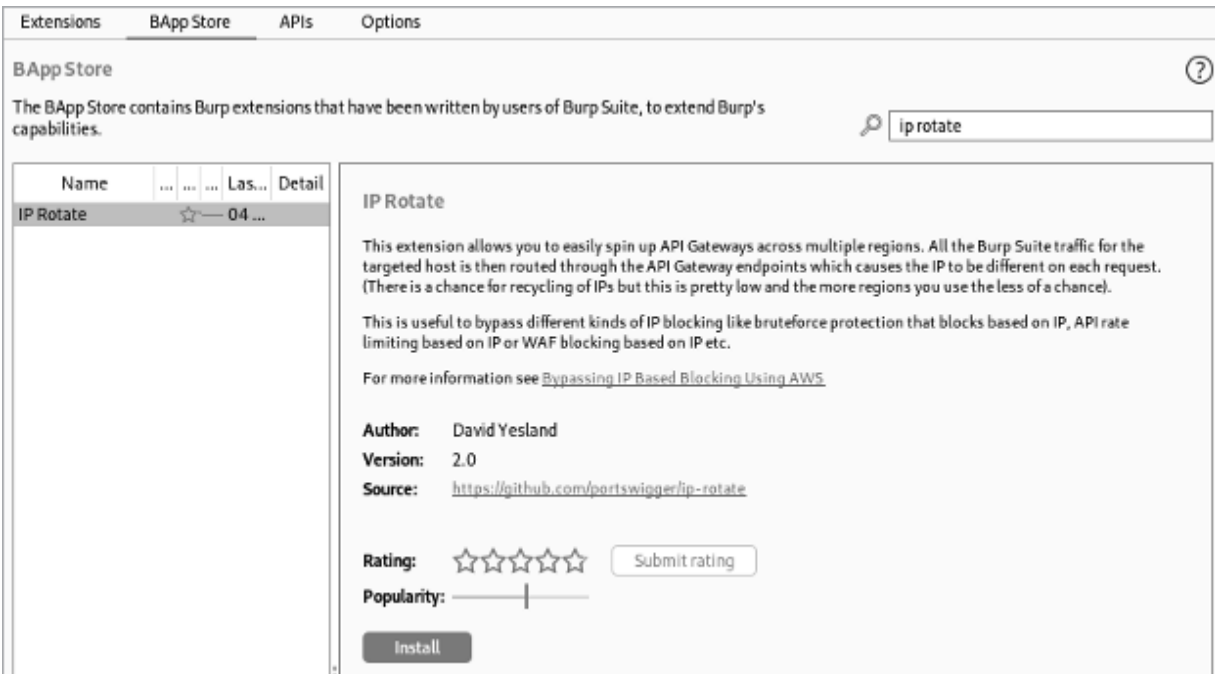 Extensions BApp Store APIs Options
BApp Store
?
The BApp Store contains Burp extensions that have been written by users of Burp Suite, to extend Burp's
capabilities.
ip rotate
Name ... ... ... Las... Detail
IP Rotate 04 ...
IP Rotate
This extension allows you to easily spin up API Gateways across multiple regions. All the Burp Suite traffic for the
targeted host is then routed through the API Gateway endpoints which causes the IP to be different on each request.
(There is a chance for recycling of IPs but this is pretty low and the more regions you use the less of a chance).
This is useful to bypass different kinds of IP blocking like bruteforce protection that blocks based on IP, API rate
limiting based on IP or WAF blocking based on IP etc.
For more information see Bypassing IP Based Blocking Using AWS
Author: David Yesland
Version: 2.0
Source: https://github.com/portswigger/ip-rotate
Rating: Submit rating
Popularity:
Install